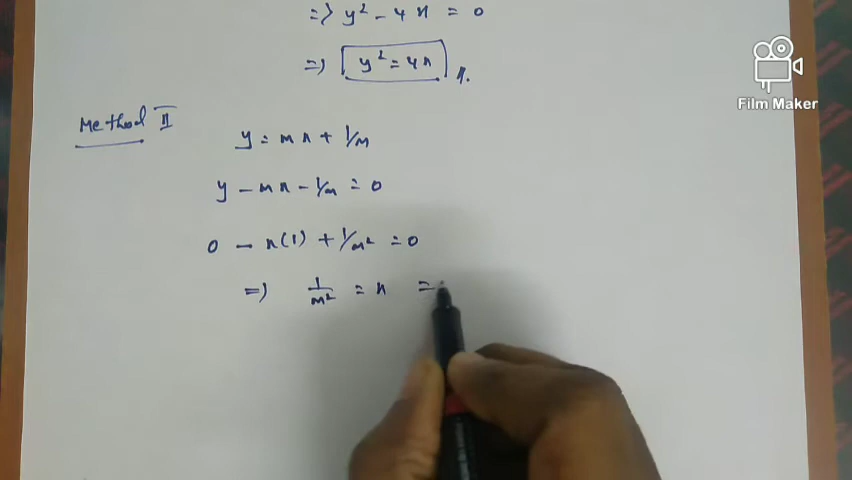 => y² - 4x = 0
=> y² = 4x //.
Film Maker
Method II
y = mx + 1/m
y - mx - 1/m = 0
0 - x(1) + 1/m² = 0
=> 1/m² = x =